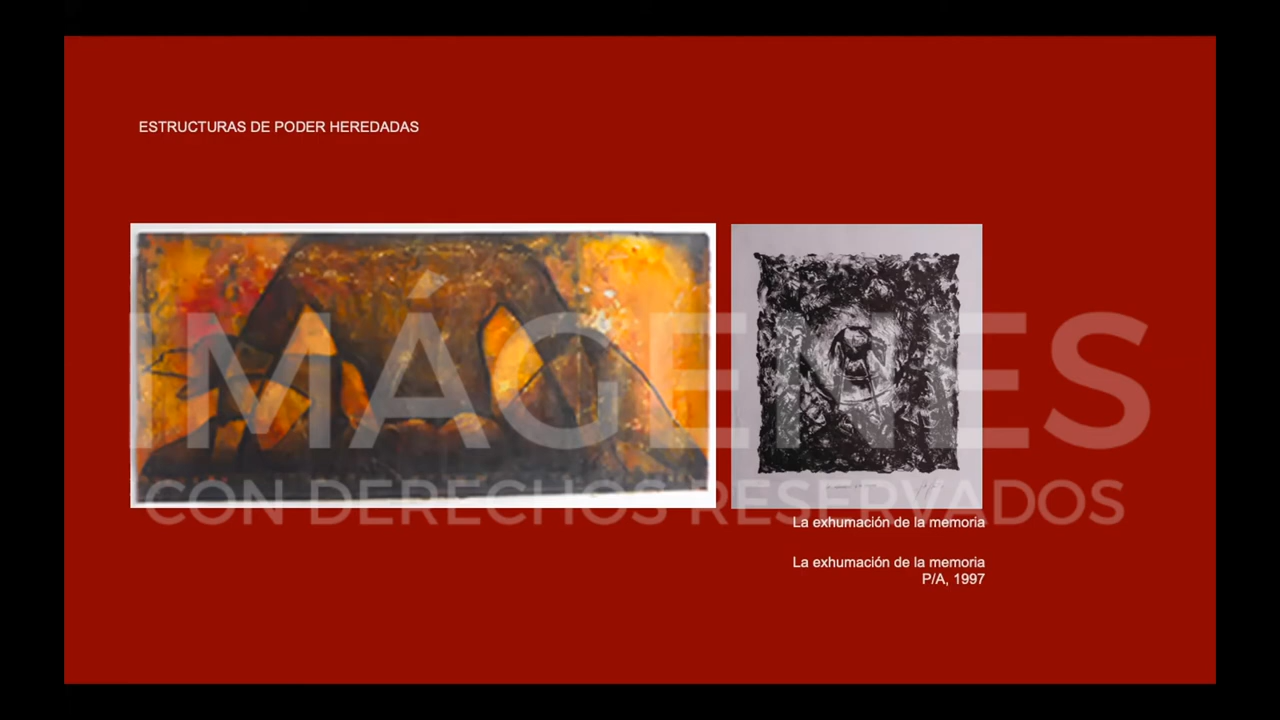 ESTRUCTURAS DE PODER HEREDADAS
IMÁGENES
CON DERECHOS RESERVADOS
La exhumación de la memoria
La exhumación de la memoria
P/A, 1997